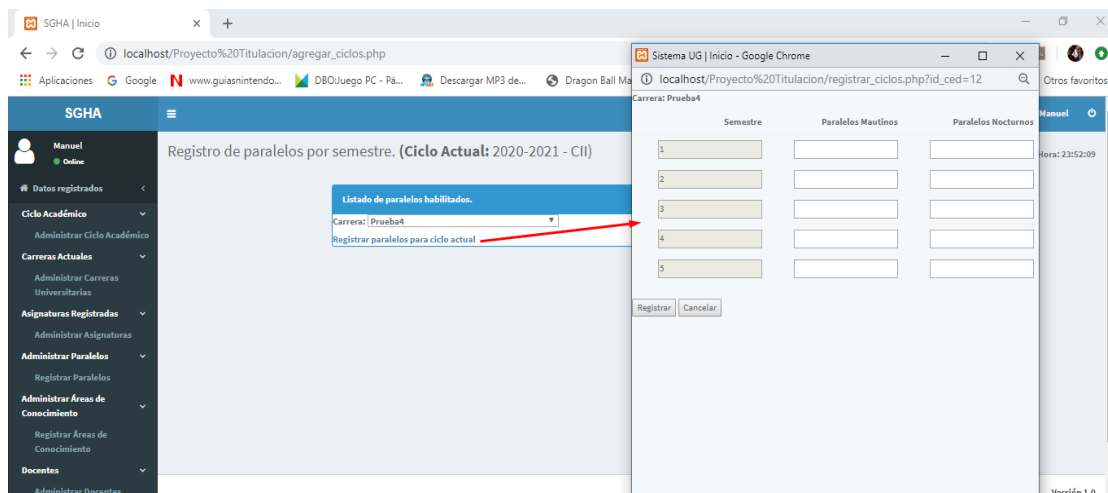 SGHA | Inicio
localhost/Proyecto%20Titulacion/agregar_ciclos.php
Aplicaciones Google www.guiasnintendo... DBO:Juego PC - Pá... Descargar MP3 de... Dragon Ball Ma
Otros favoritos
SGHA
Manuel
Manuel
Online
Registro de paralelos por semestre. (Ciclo Actual: 2020-2021 - CII)
Hora: 23:52:09
Datos registrados
Ciclo Académico
Administrar Ciclo Académico
Carreras Actuales
Administrar Carreras
Universitarias
Asignaturas Registradas
Administrar Asignaturas
Administrar Paralelos
Registrar Paralelos
Administrar Áreas de
Conocimiento
Registrar Áreas de
Conocimiento
Docentes
Administrar Docentes
Listado de paralelos habilitados.
Carrera: Prueba4
Registrar paralelos para ciclo actual
Sistema UG | Inicio - Google Chrome
localhost/Proyecto%20Titulacion/registrar_ciclos.php?id_ced=12
Carrera: Prueba4
Semestre Paralelos Mautinos Paralelos Nocturnos
1
2
3
4
5
Registrar Cancelar
Versión 1.0